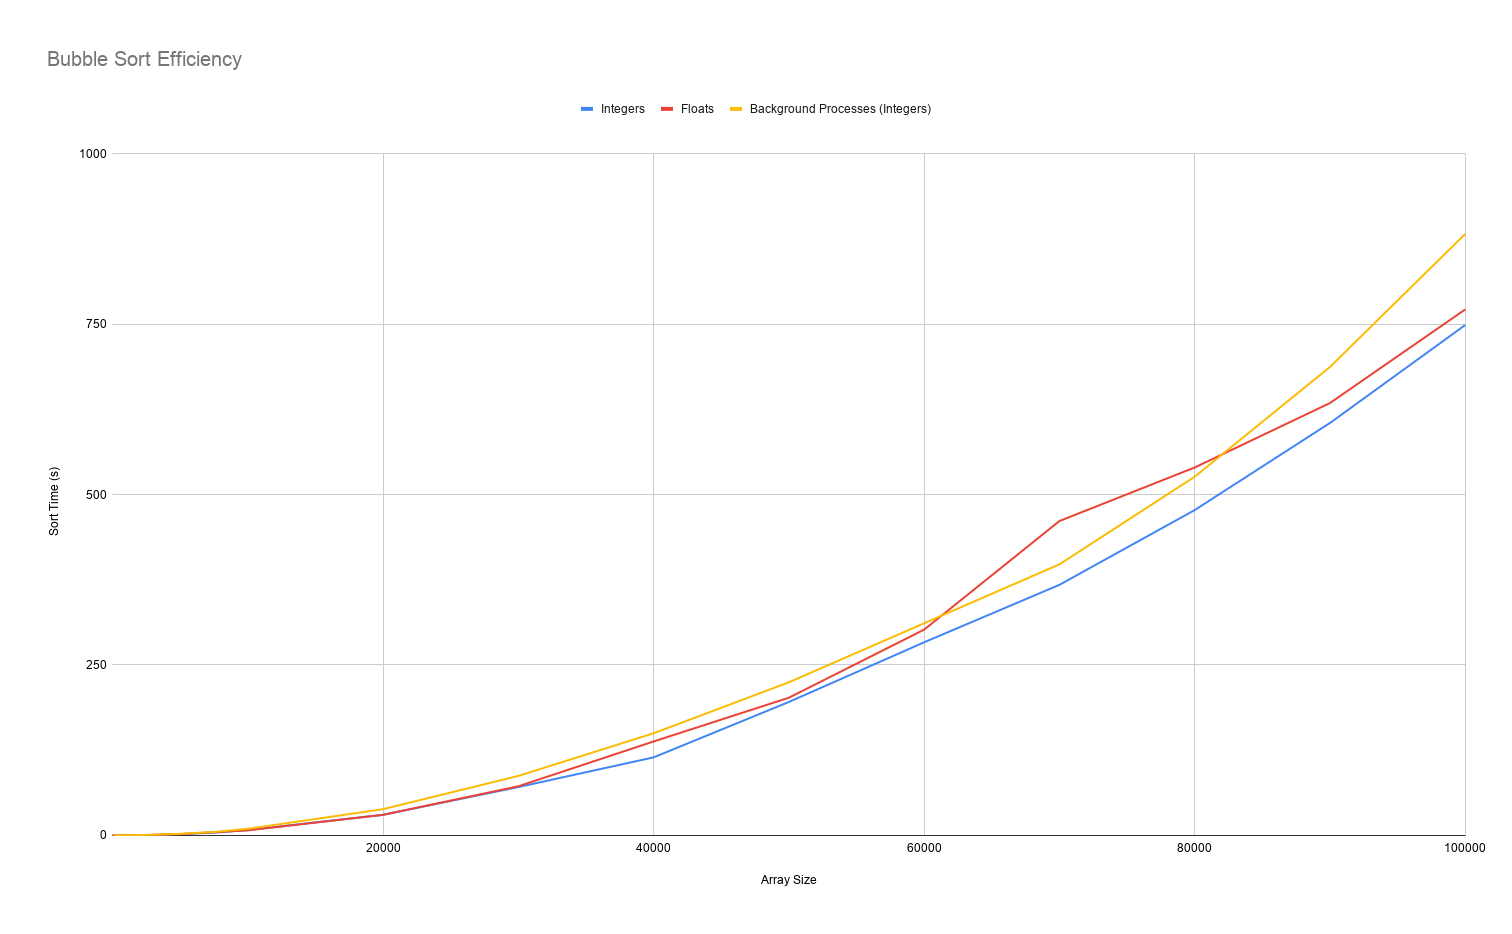 Bubble Sort Efficiency
Integers Floats Background Processes (Integers)
1000
750
500
250
0
Sort Time (s)
20000 40000 60000 80000 100000
Array Size